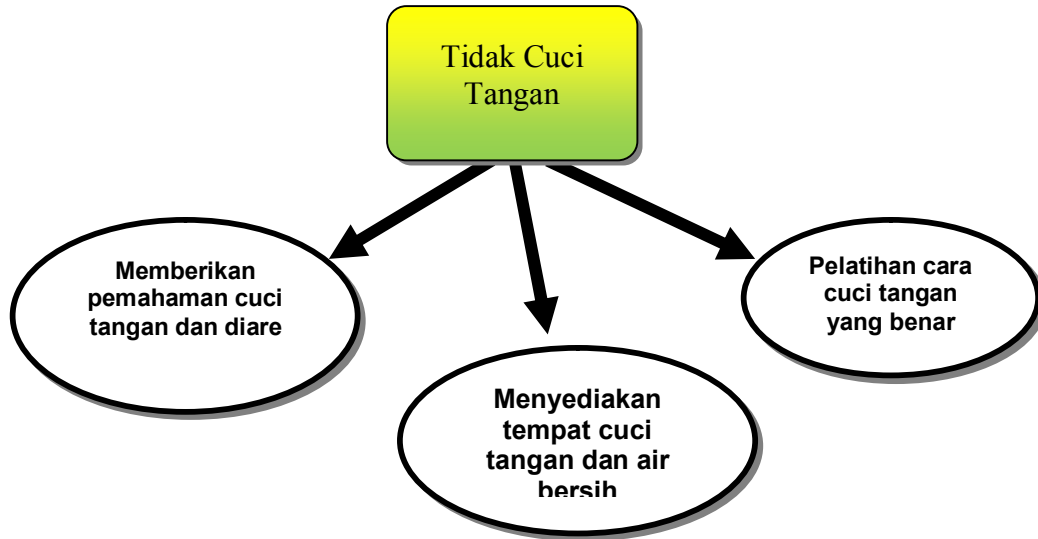 Tidak Cuci
Tangan
Memberikan
pemahaman cuci
tangan dan diare
Menyediakan
tempat cuci
tangan dan air
bersih
Pelatihan cara
cuci tangan
yang benar